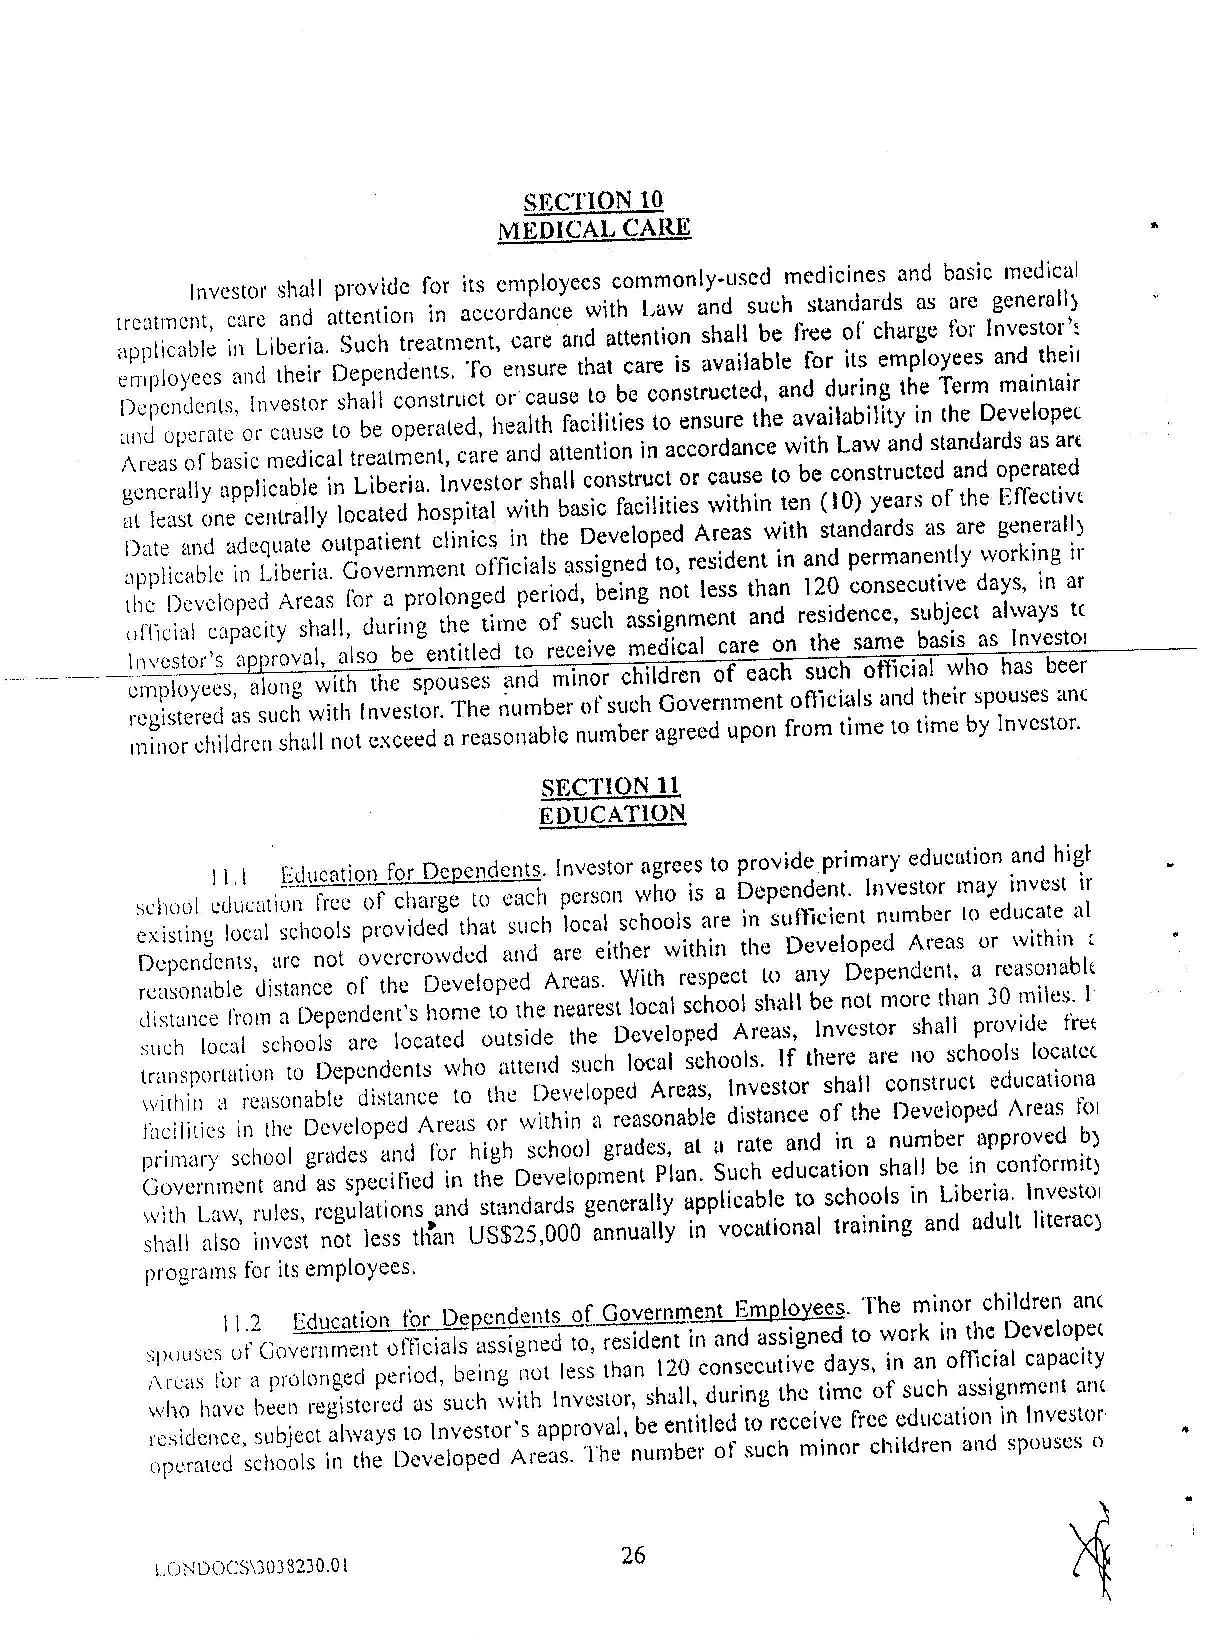 SECTION 10
MEDICAL CARE
Investor shall provide for its employees commonly-used medicines and basic medical
treatment, care and attention in accordance with Law and such standards as are generally
applicable in Liberia. Such treatment, care and attention shall be free of charge for Investor's
employees and their Dependents. To ensure that care is available for its employees and their
Dependents, Investor shall construct or cause to be constructed, and during the Term maintain
and operate or cause to be operated, health facilities to ensure the availability in the Developed
Areas of basic medical treatment, care and attention in accordance with Law and standards as are
generally applicable in Liberia. Investor shall construct or cause to be constructed and operated
at least one centrally located hospital with basic facilities within ten (10) years of the Effective
Date and adequate outpatient clinics in the Developed Areas with standards as are generally
applicable in Liberia. Government officials assigned to, resident in and permanently working in
the Developed Areas for a prolonged period, being not less than 120 consecutive days, in an
official capacity shall, during the time of such assignment and residence, subject always to
Investor's approval, also be entitled to receive medical care on the same basis as Investor
employees, along with the spouses and minor children of each such official who has been
registered as such with Investor. The number of such Government officials and their spouses and
minor children shall not exceed a reasonable number agreed upon from time to time by Investor.
SECTION 11
EDUCATION
11.1 Education for Dependents. Investor agrees to provide primary education and high
school education free of charge to each person who is a Dependent. Investor may invest in
existing local schools provided that such local schools are in sufficient number to educate all
Dependents, are not overcrowded and are either within the Developed Areas or within a
reasonable distance of the Developed Areas. With respect to any Dependent, a reasonable
distance from a Dependent's home to the nearest local school shall be not more than 30 miles. I
such local schools are located outside the Developed Areas, Investor shall provide free
transportation to Dependents who attend such local schools. If there are no schools located
within a reasonable distance to the Developed Areas, Investor shall construct educationa
facilities in the Developed Areas or within a reasonable distance of the Developed Areas for
primary school grades and for high school grades, at a rate and in a number approved by
Government and as specified in the Development Plan. Such education shall be in conformity
with Law, rules, regulations and standards generally applicable to schools in Liberia. Investor
shall also invest not less than US$25,000 annually in vocational training and adult literacy
programs for its employees.
11.2 Education for Dependents of Government Employees. The minor children and
spouses of Government officials assigned to, resident in and assigned to work in the Developed
Areas for a prolonged period, being not less than 120 consecutive days, in an official capacity
who have been registered as such with Investor, shall, during the time of such assignment and
residence, subject always to Investor's approval, be entitled to receive free education in Investor
operated schools in the Developed Areas. The number of such minor children and spouses o
LONDOCS\3038230.01
26